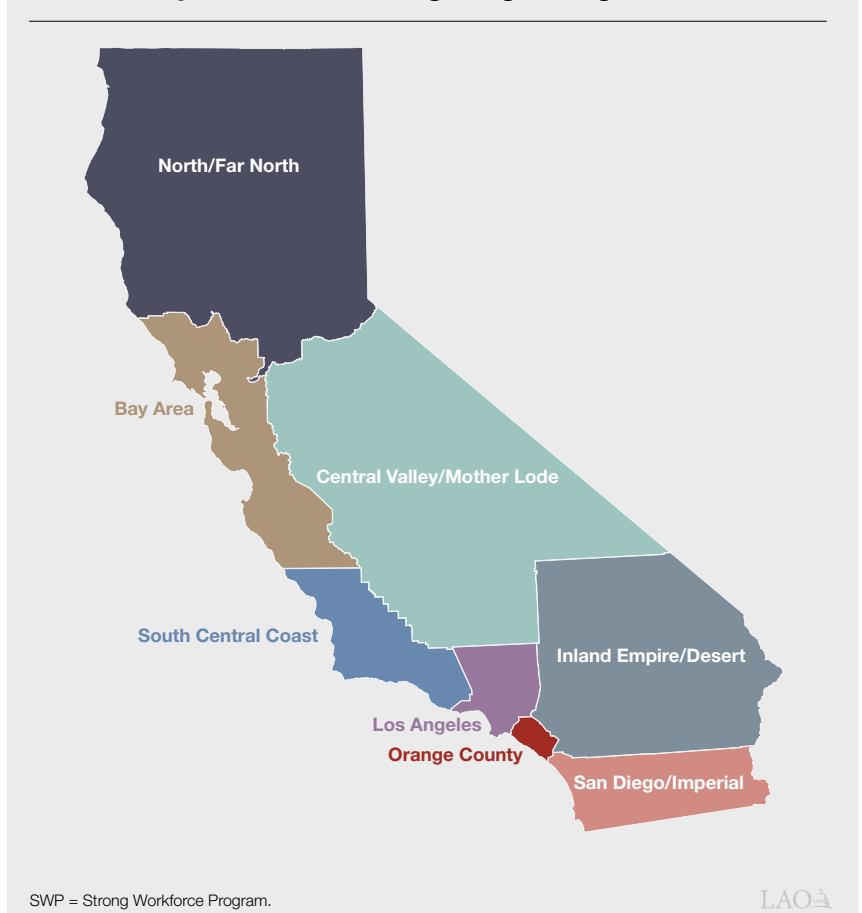 North/Far North
Bay Area
Central Valley/Mother Lode
South Central Coast
Inland Empire/Desert
Los Angeles
Orange County
San Diego/Imperial
SWP = Strong Workforce Program.
LAO